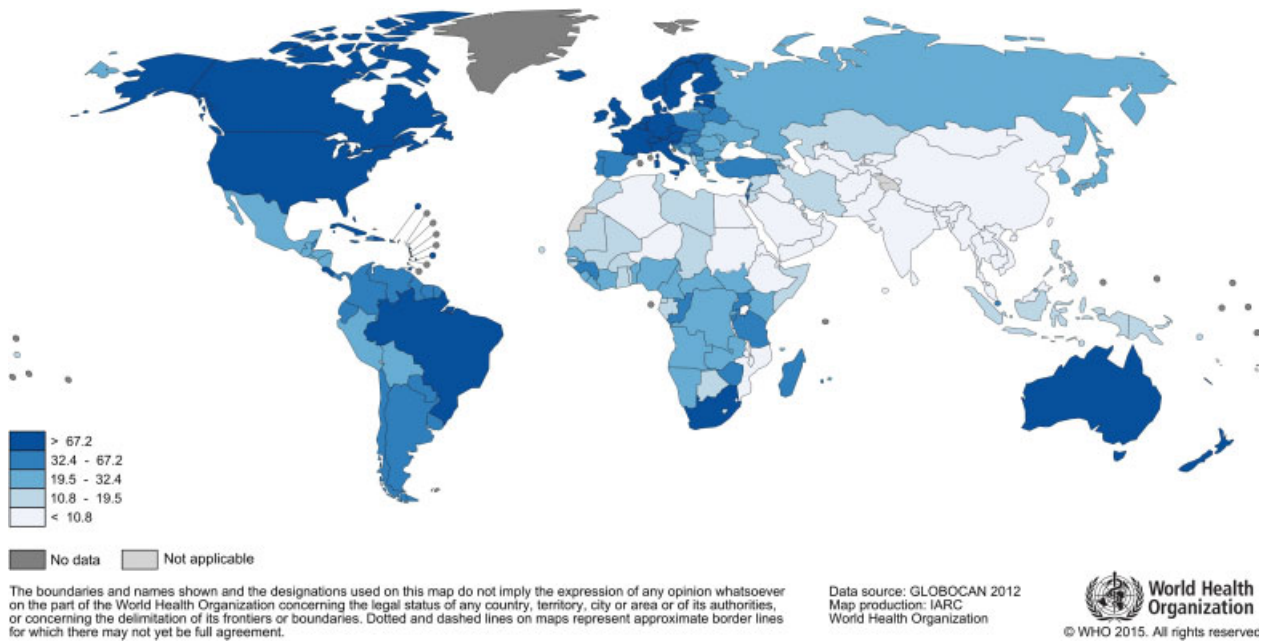 > 67.2
32.4 - 67.2
19.5 - 32.4
10.8 - 19.5
< 10.8
No data
Not applicable
The boundaries and names shown and the designations used on this map do not imply the expression of any opinion whatsoever
on the part of the World Health Organization concerning the legal status of any country, territory, city or area or of its authorities,
or concerning the delimitation of its frontiers or boundaries. Dotted and dashed lines on maps represent approximate border lines
for which there may not yet be full agreement.
Data source: GLOBOCAN 2012
Map production: IARC
World Health Organization
World Health
Organization
© WHO 2015. All rights reserved